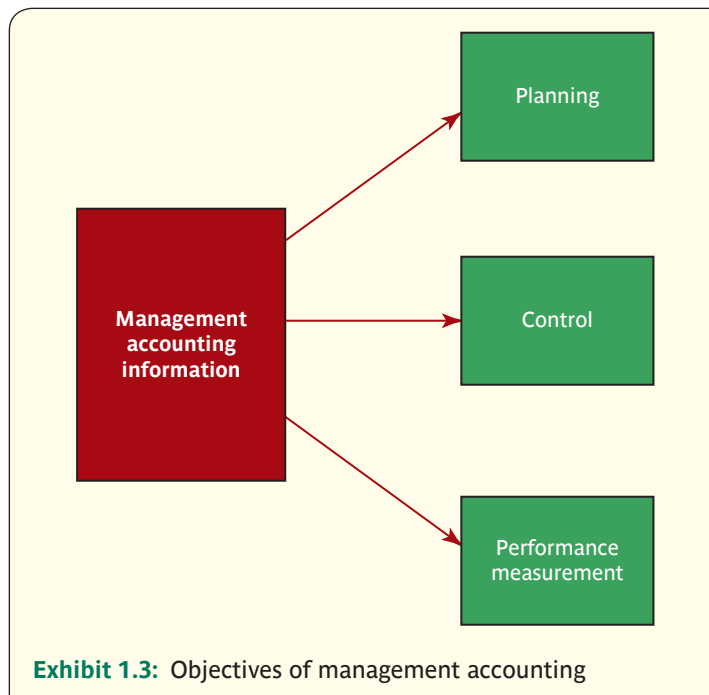 Planning
Management
accounting
information
Control
Performance
measurement
Exhibit 1.3: Objectives of management accounting